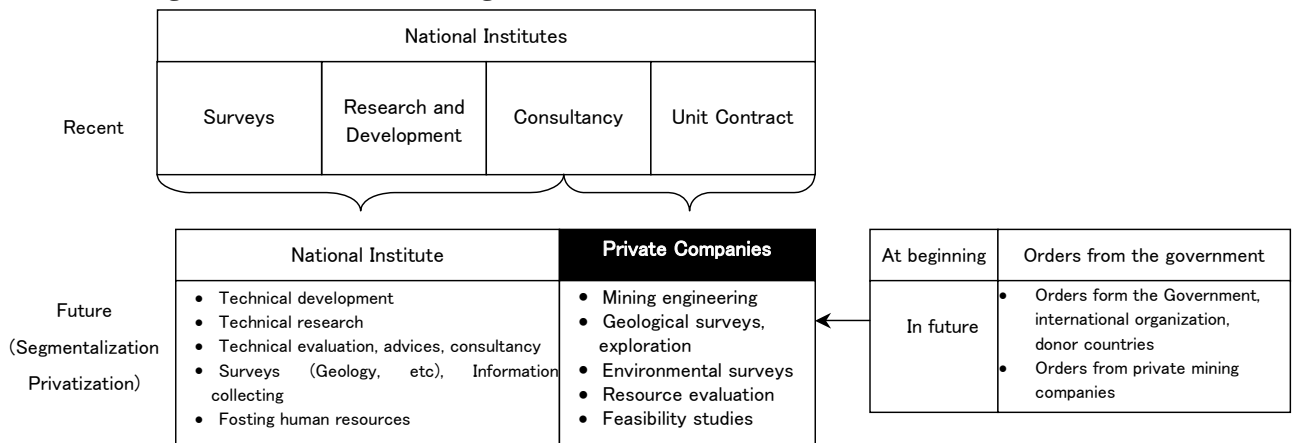 National Institutes
Recent
Surveys
Research and
Development
Consultancy
Unit Contract
Future
(Segmentalization
Privatization)
National Institute
• Technical development
• Technical research
• Technical evaluation, advices, consultancy
• Surveys (Geology, etc), Information
collecting
• Fosting human resources
Private Companies
• Mining engineering
• Geological surveys,
exploration
• Environmental surveys
• Resource evaluation
• Feasibility studies
At beginning
Orders from the government
In future
• Orders form the Government,
international organization,
donor countries
• Orders from private mining
companies